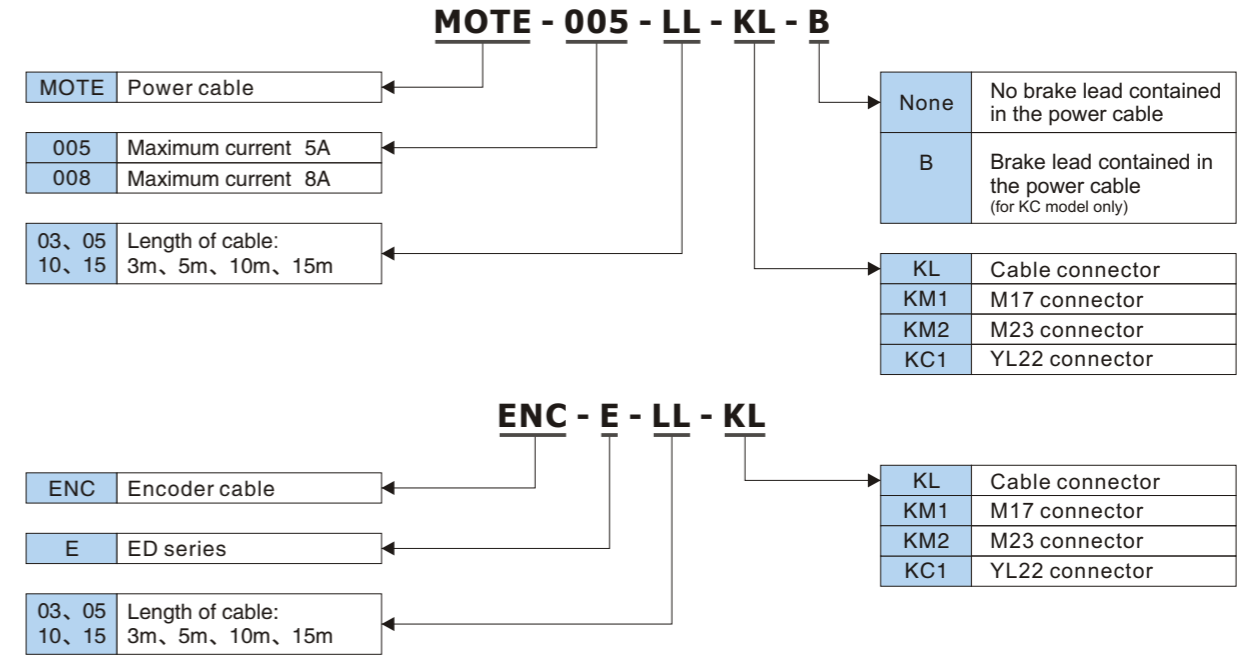 MOTE - 005 - LL - KL - B
MOTE Power cable
005 Maximum current 5A
008 Maximum current 8A
03、05 Length of cable:
10、15 3m、5m、10m、15m
None No brake lead contained
in the power cable
B Brake lead contained in
the power cable
(for KC model only)
KL Cable connector
KM1 M17 connector
KM2 M23 connector
KC1 YL22 connector
ENC - E - LL - KL
ENC Encoder cable
E ED series
03、05 Length of cable:
10、15 3m、5m、10m、15m
KL Cable connector
KM1 M17 connector
KM2 M23 connector
KC1 YL22 connector